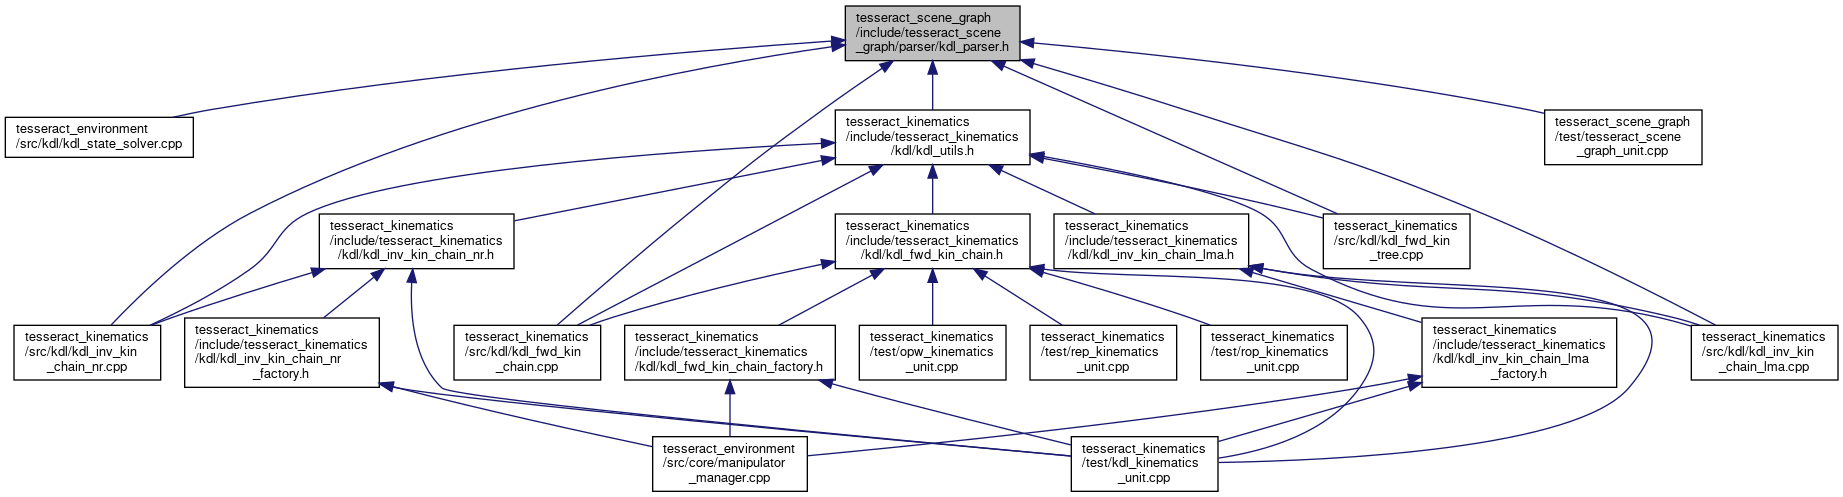 tesseract_scene_graph
/include/tesseract_scene
_graph/parser/kdl_parser.h
tesseract_environment
/src/kdl/kdl_state_solver.cpp
tesseract_kinematics
/include/tesseract_kinematics
/kdl/kdl_utils.h
tesseract_scene_graph
/test/tesseract_scene
_graph_unit.cpp
tesseract_kinematics
/include/tesseract_kinematics
/kdl/kdl_inv_kin_chain_nr.h
tesseract_kinematics
/include/tesseract_kinematics
/kdl/kdl_fwd_kin_chain.h
tesseract_kinematics
/include/tesseract_kinematics
/kdl/kdl_inv_kin_chain_lma.h
tesseract_kinematics
/src/kdl/kdl_fwd_kin
_tree.cpp
tesseract_kinematics
/src/kdl/kdl_inv_kin
_chain_nr.cpp
tesseract_kinematics
/include/tesseract_kinematics
/kdl/kdl_inv_kin_chain_nr
_factory.h
tesseract_kinematics
/src/kdl/kdl_fwd_kin
_chain.cpp
tesseract_kinematics
/include/tesseract_kinematics
/kdl/kdl_fwd_kin_chain_factory.h
tesseract_kinematics
/test/opw_kinematics
_unit.cpp
tesseract_kinematics
/test/rep_kinematics
_unit.cpp
tesseract_kinematics
/test/rop_kinematics
_unit.cpp
tesseract_kinematics
/include/tesseract_kinematics
/kdl/kdl_inv_kin_chain_lma
_factory.h
tesseract_kinematics
/src/kdl/kdl_inv_kin
_chain_lma.cpp
tesseract_environment
/src/core/manipulator
_manager.cpp
tesseract_kinematics
/test/kdl_kinematics
_unit.cpp